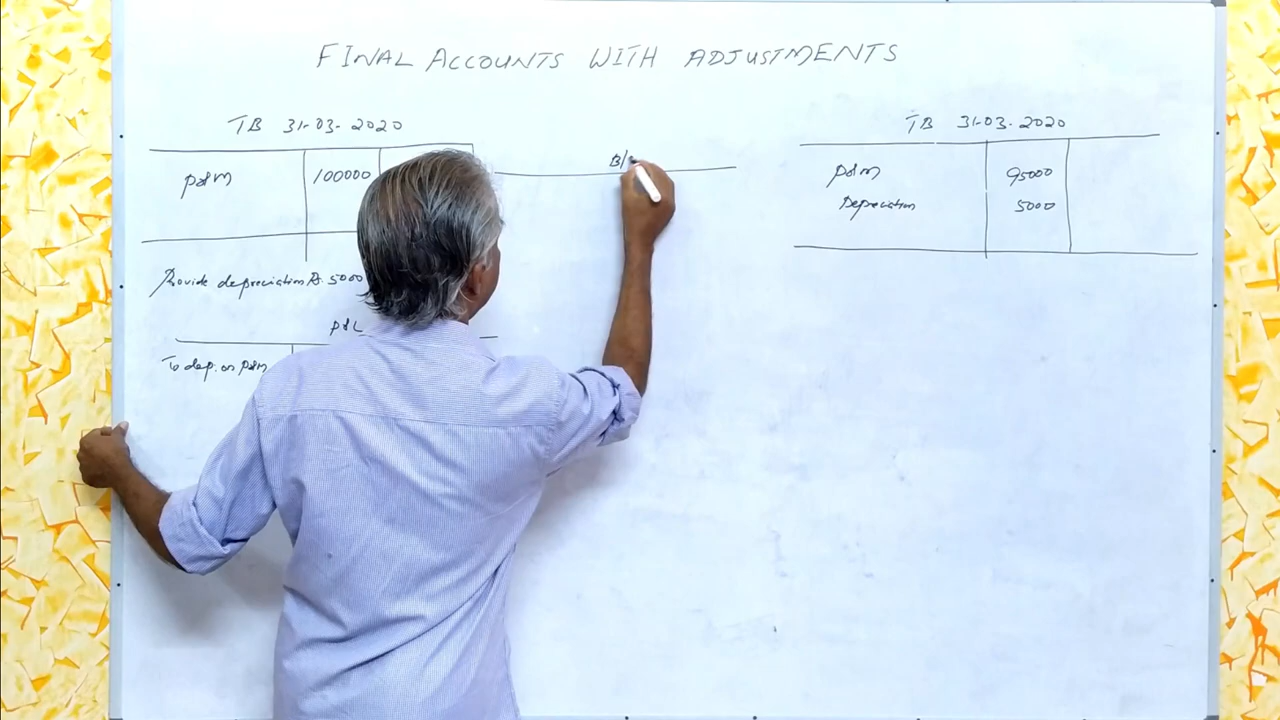 FINAL ACCOUNTS WITH ADJUSTMENTS
TB 31-03-2020
P&M 100000
Provide depreciation Rs. 5000
P&L
To dep. on P&M
B/
TB 31-03-2020
P&M 95000
Depreciation 5000